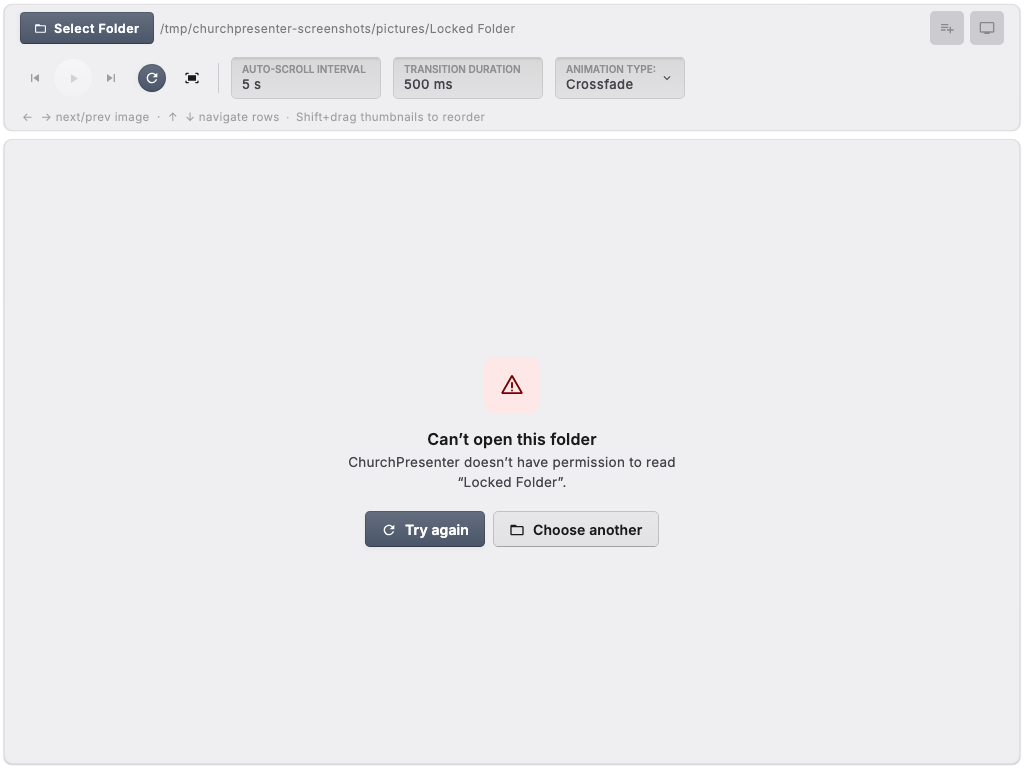 Select Folder /tmp/churchpresenter-screenshots/pictures/Locked Folder
AUTO-SCROLL INTERVAL
5 s
TRANSITION DURATION
500 ms
ANIMATION TYPE:
Crossfade
← → next/prev image · ↑ ↓ navigate rows · Shift+drag thumbnails to reorder
Can’t open this folder
ChurchPresenter doesn’t have permission to read
“Locked Folder”.
Try again
Choose another